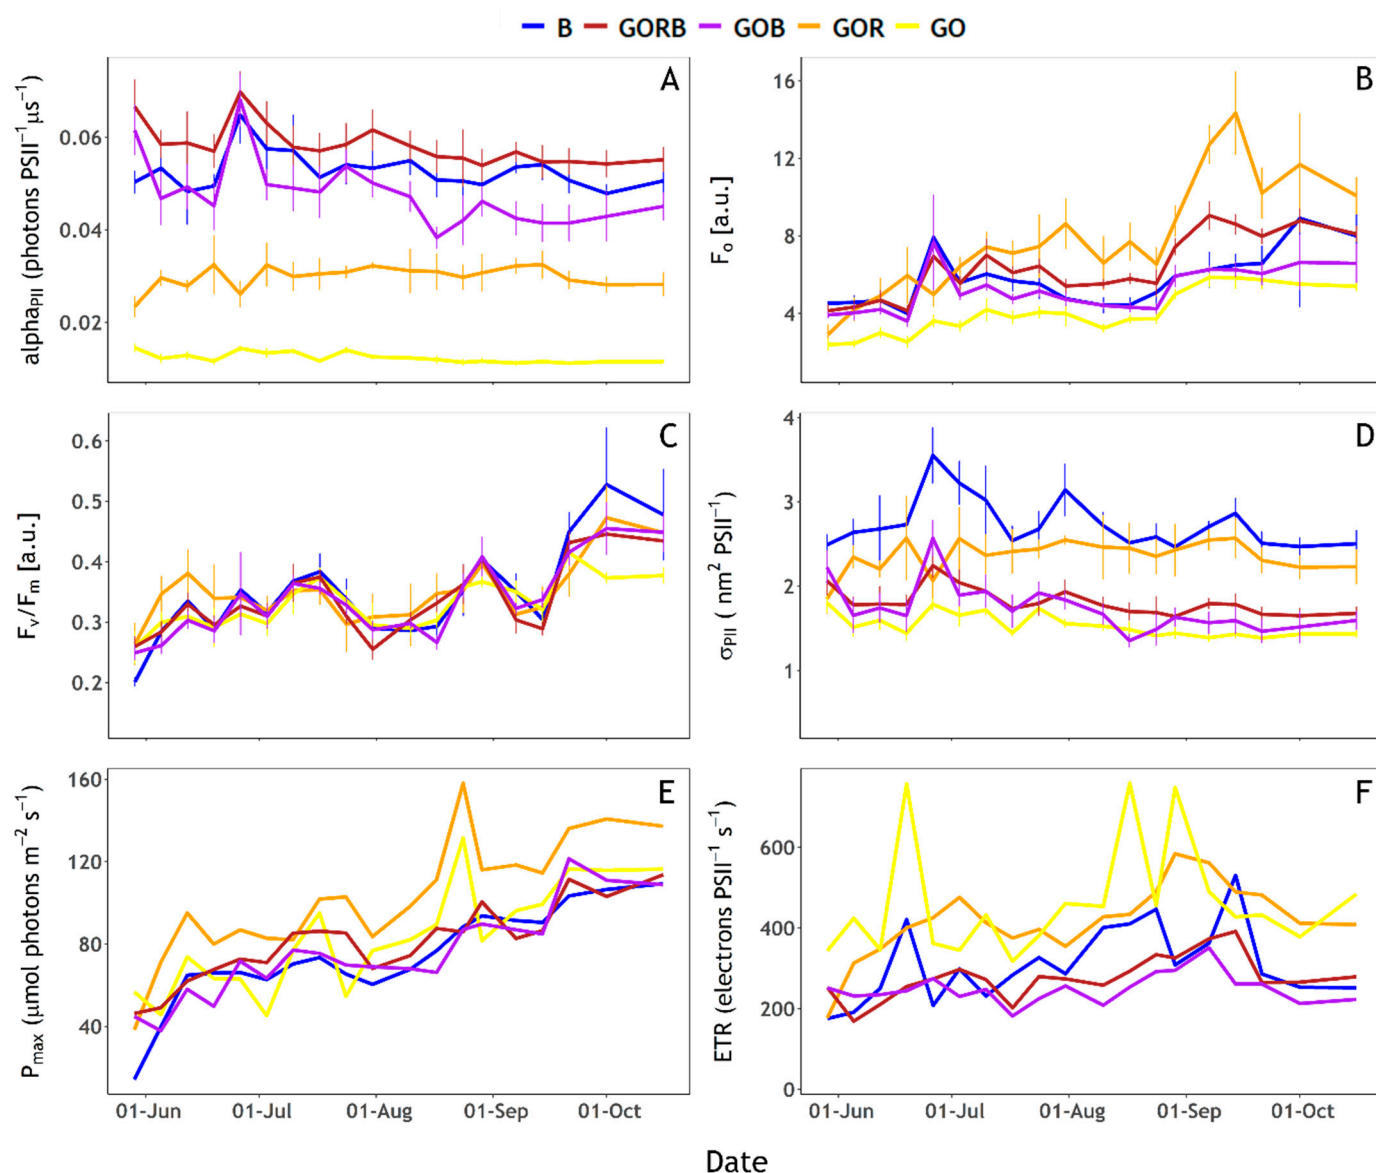 B GORB GOB GOR GO
A
alphaPII (photons PSII⁻¹μs⁻¹)
0.06
0.04
0.02
B
Fo [a.u.]
16
12
8
4
C
Fv/Fm [a.u.]
0.6
0.5
0.4
0.3
0.2
D
σPII ( nm² PSII⁻¹)
4
3
2
1
E
Pmax (μmol photons m⁻² s⁻¹)
160
120
80
40
01-Jun 01-Jul 01-Aug 01-Sep 01-Oct
F
ETR (electrons PSII⁻¹ s⁻¹)
600
400
200
0
01-Jun 01-Jul 01-Aug 01-Sep 01-Oct
Date